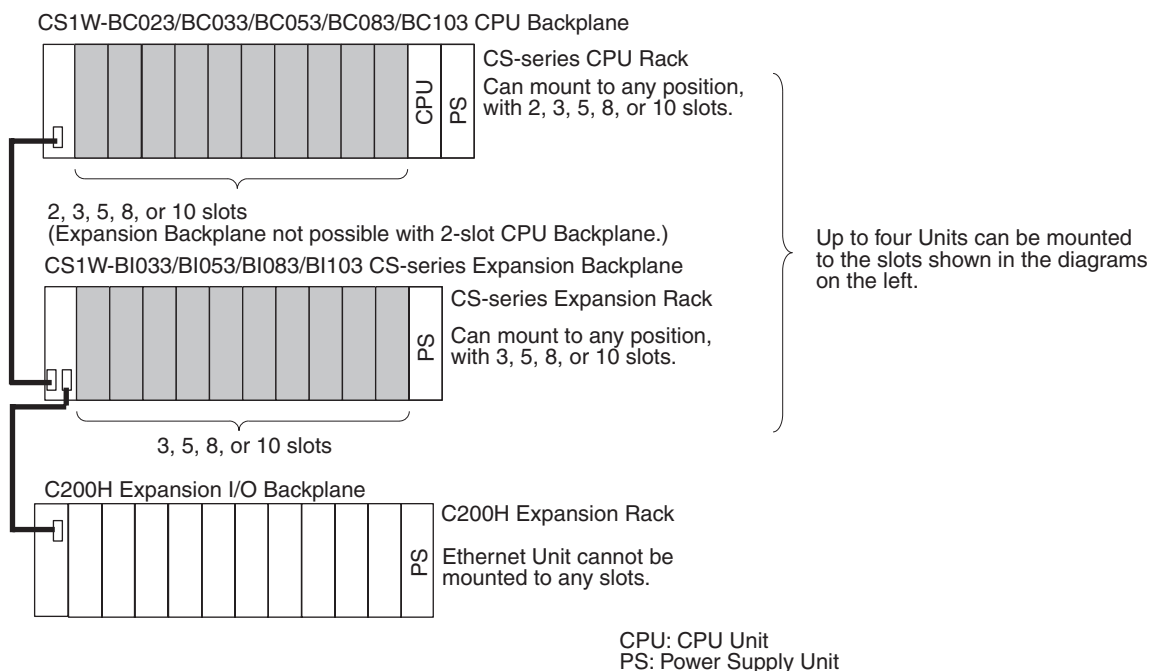 CS1W-BC023/BC033/BC053/BC083/BC103 CPU Backplane
CS-series CPU Rack
Can mount to any position,
with 2, 3, 5, 8, or 10 slots.
CPU
PS
2, 3, 5, 8, or 10 slots
(Expansion Backplane not possible with 2-slot CPU Backplane.)
Up to four Units can be mounted
to the slots shown in the diagrams
on the left.
CS1W-BI033/BI053/BI083/BI103 CS-series Expansion Backplane
CS-series Expansion Rack
Can mount to any position,
with 3, 5, 8, or 10 slots.
PS
3, 5, 8, or 10 slots
C200H Expansion I/O Backplane
C200H Expansion Rack
Ethernet Unit cannot be
mounted to any slots.
PS
CPU: CPU Unit
PS: Power Supply Unit